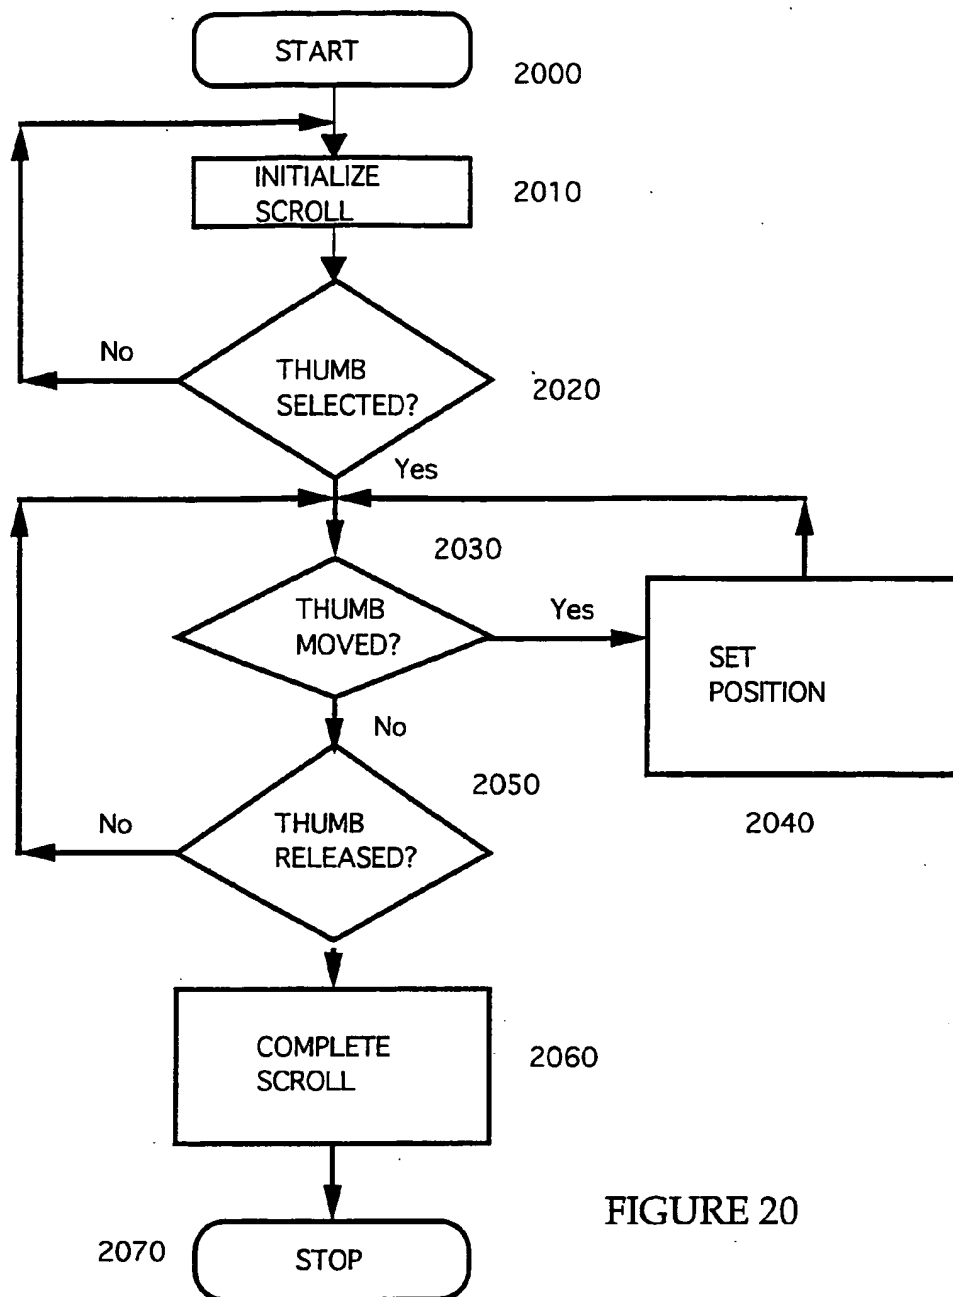 START
2000
INITIALIZE
SCROLL
2010
No
THUMB
SELECTED?
2020
Yes
2030
THUMB
MOVED?
Yes
SET
POSITION
No
2050
2040
No
THUMB
RELEASED?
COMPLETE
SCROLL
2060
FIGURE 20
2070
STOP